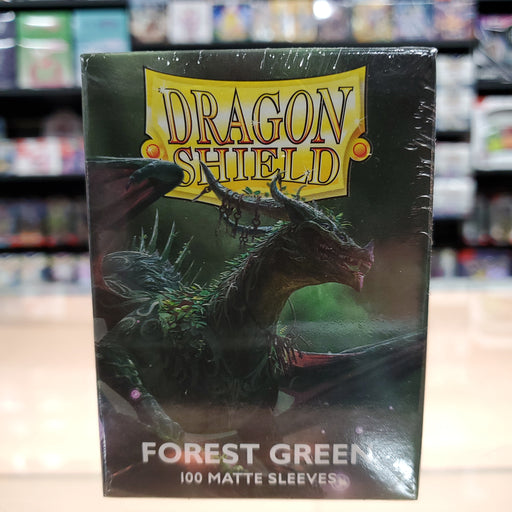 DRAGON
SHIELD
FOREST GREEN
100 MATTE SLEEVES